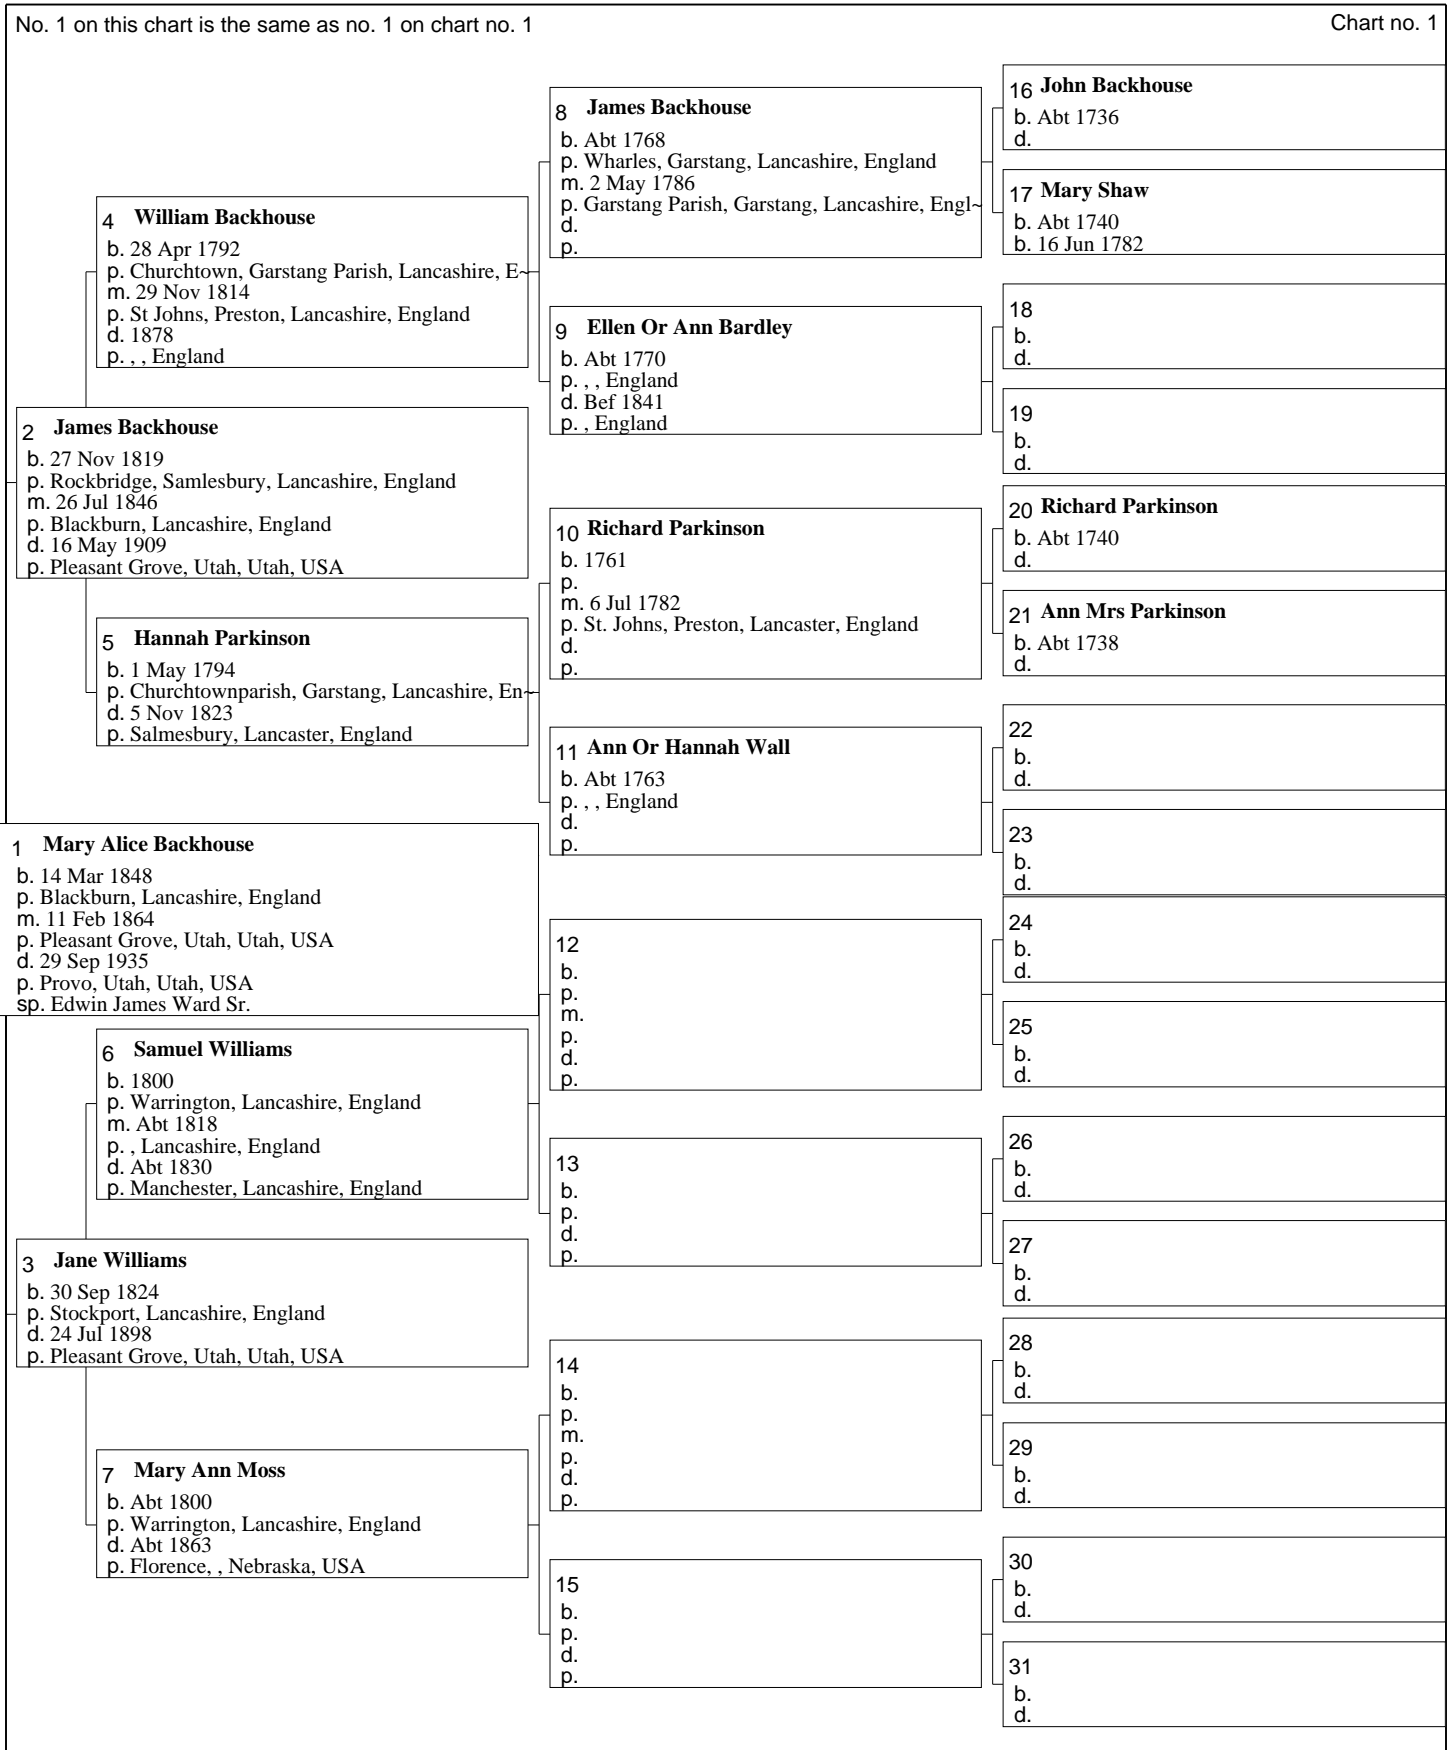 No. 1 on this chart is the same as no. 1 on chart no. 1
Chart no. 1
16 John Backhouse
b. Abt 1736
d.
8 James Backhouse
b. Abt 1768
p. Wharles, Garstang, Lancashire, England
m. 2 May 1786
p. Garstang Parish, Garstang, Lancashire, Engl~
d.
p.
17 Mary Shaw
b. Abt 1740
b. 16 Jun 1782
4 William Backhouse
b. 28 Apr 1792
p. Churchtown, Garstang Parish, Lancashire, E~
m. 29 Nov 1814
p. St Johns, Preston, Lancashire, England
d. 1878
p. , , England
18
b.
d.
9 Ellen Or Ann Bardley
b. Abt 1770
p. , , England
d. Bef 1841
p. , England
19
b.
d.
2 James Backhouse
b. 27 Nov 1819
p. Rockbridge, Samlesbury, Lancashire, England
m. 26 Jul 1846
p. Blackburn, Lancashire, England
d. 16 May 1909
p. Pleasant Grove, Utah, Utah, USA
20 Richard Parkinson
b. Abt 1740
d.
10 Richard Parkinson
b. 1761
p.
m. 6 Jul 1782
p. St. Johns, Preston, Lancaster, England
d.
p.
21 Ann Mrs Parkinson
b. Abt 1738
d.
5 Hannah Parkinson
b. 1 May 1794
p. Churchtownparish, Garstang, Lancashire, En~
d. 5 Nov 1823
p. Salmesbury, Lancaster, England
22
b.
d.
11 Ann Or Hannah Wall
b. Abt 1763
p. , , England
d.
p.
23
b.
d.
1 Mary Alice Backhouse
b. 14 Mar 1848
p. Blackburn, Lancashire, England
m. 11 Feb 1864
p. Pleasant Grove, Utah, Utah, USA
d. 29 Sep 1935
p. Provo, Utah, Utah, USA
sp. Edwin James Ward Sr.
24
b.
d.
12
b.
p.
m.
p.
d.
p.
25
b.
d.
6 Samuel Williams
b. 1800
p. Warrington, Lancashire, England
m. Abt 1818
p. , Lancashire, England
d. Abt 1830
p. Manchester, Lancashire, England
26
b.
d.
13
b.
p.
d.
p.
27
b.
d.
3 Jane Williams
b. 30 Sep 1824
p. Stockport, Lancashire, England
d. 24 Jul 1898
p. Pleasant Grove, Utah, Utah, USA
28
b.
d.
14
b.
p.
m.
p.
d.
p.
29
b.
d.
7 Mary Ann Moss
b. Abt 1800
p. Warrington, Lancashire, England
d. Abt 1863
p. Florence, , Nebraska, USA
30
b.
d.
15
b.
p.
d.
p.
31
b.
d.